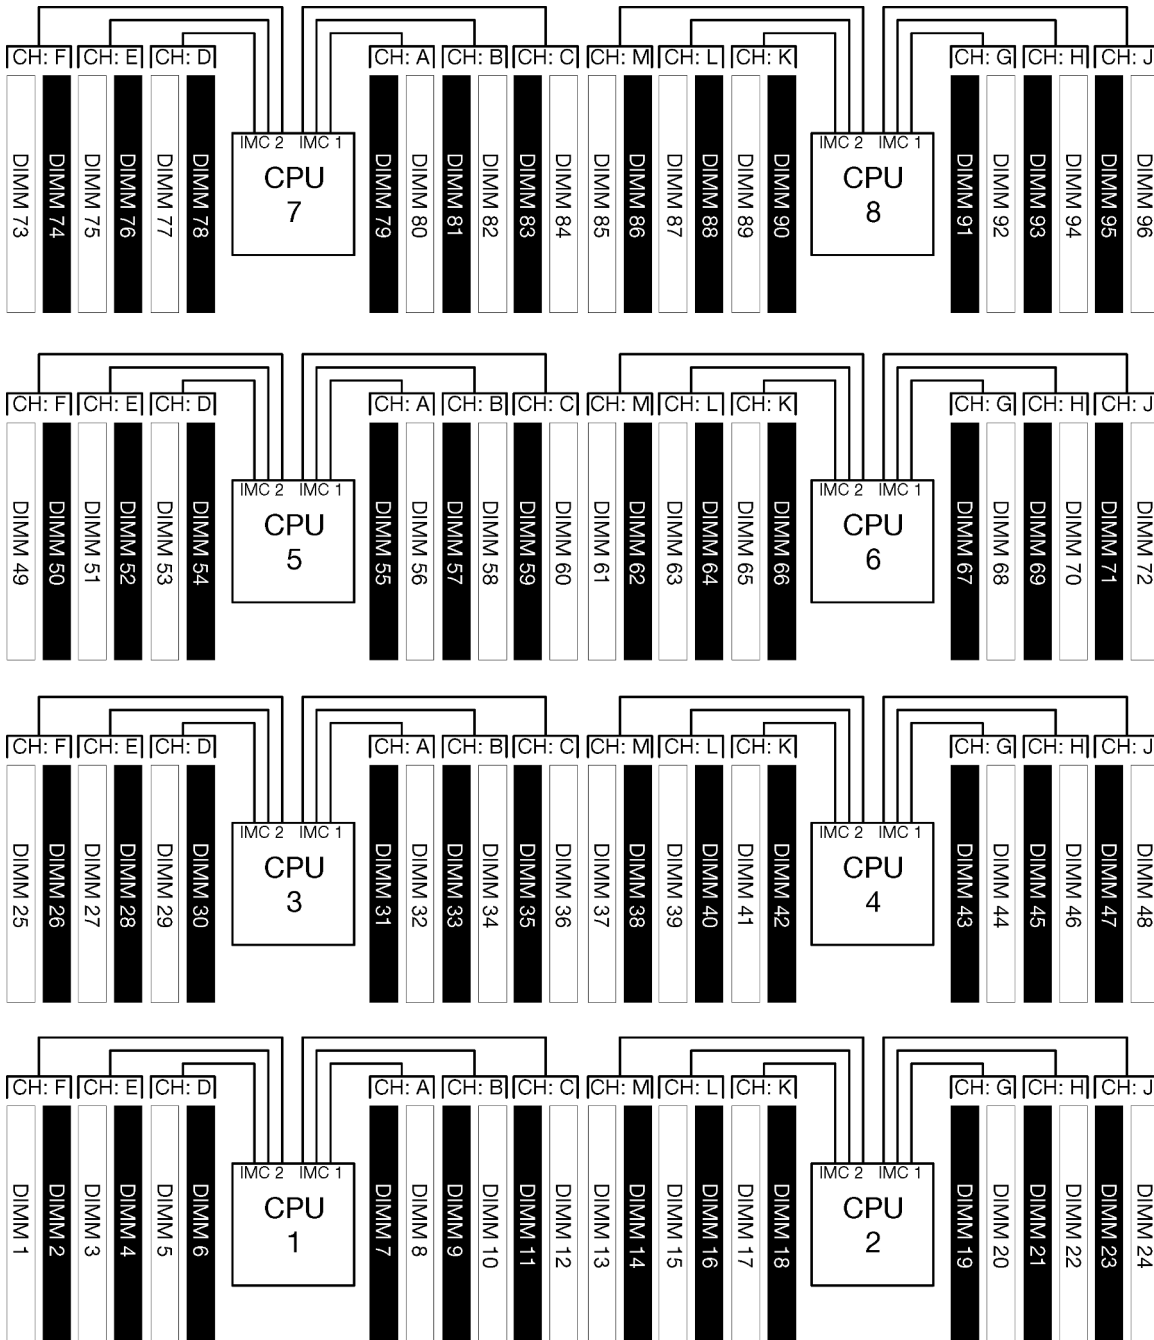 CH: F CH: E CH: D CH: A CH: B CH: C CH: M CH: L CH: K CH: G CH: H CH: J
IMC 2 IMC 1 IMC 2 IMC 1
CPU 7 CPU 8
DIMM 73 DIMM 74 DIMM 75 DIMM 76 DIMM 77 DIMM 78 DIMM 79 DIMM 80 DIMM 81 DIMM 82 DIMM 83 DIMM 84 DIMM 85 DIMM 86 DIMM 87 DIMM 88 DIMM 89 DIMM 90 DIMM 91 DIMM 92 DIMM 93 DIMM 94 DIMM 95 DIMM 96
CH: F CH: E CH: D CH: A CH: B CH: C CH: M CH: L CH: K CH: G CH: H CH: J
IMC 2 IMC 1 IMC 2 IMC 1
CPU 5 CPU 6
DIMM 49 DIMM 50 DIMM 51 DIMM 52 DIMM 53 DIMM 54 DIMM 55 DIMM 56 DIMM 57 DIMM 58 DIMM 59 DIMM 60 DIMM 61 DIMM 62 DIMM 63 DIMM 64 DIMM 65 DIMM 66 DIMM 67 DIMM 68 DIMM 69 DIMM 70 DIMM 71 DIMM 72
CH: F CH: E CH: D CH: A CH: B CH: C CH: M CH: L CH: K CH: G CH: H CH: J
IMC 2 IMC 1 IMC 2 IMC 1
CPU 3 CPU 4
DIMM 25 DIMM 26 DIMM 27 DIMM 28 DIMM 29 DIMM 30 DIMM 31 DIMM 32 DIMM 33 DIMM 34 DIMM 35 DIMM 36 DIMM 37 DIMM 38 DIMM 39 DIMM 40 DIMM 41 DIMM 42 DIMM 43 DIMM 44 DIMM 45 DIMM 46 DIMM 47 DIMM 48
CH: F CH: E CH: D CH: A CH: B CH: C CH: M CH: L CH: K CH: G CH: H CH: J
IMC 2 IMC 1 IMC 2 IMC 1
CPU 1 CPU 2
DIMM 1 DIMM 2 DIMM 3 DIMM 4 DIMM 5 DIMM 6 DIMM 7 DIMM 8 DIMM 9 DIMM 10 DIMM 11 DIMM 12 DIMM 13 DIMM 14 DIMM 15 DIMM 16 DIMM 17 DIMM 18 DIMM 19 DIMM 20 DIMM 21 DIMM 22 DIMM 23 DIMM 24